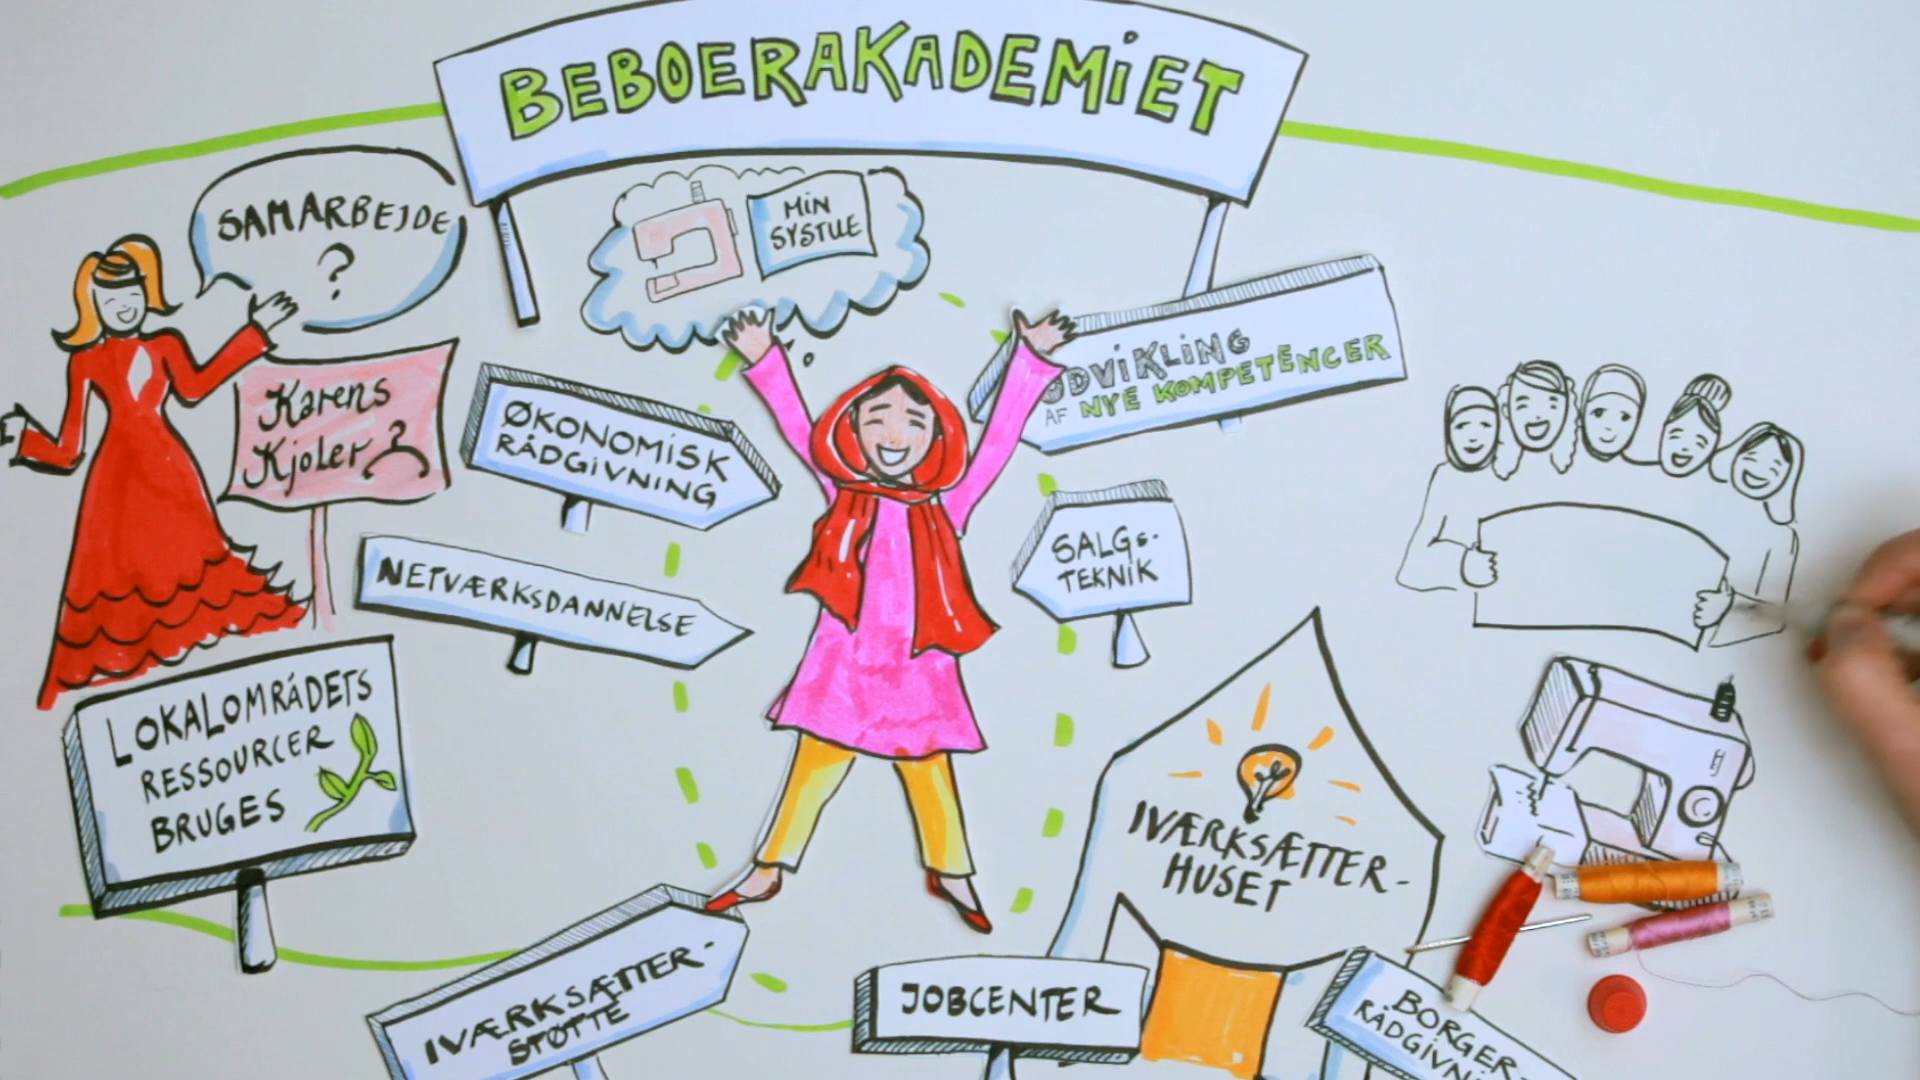 BEBOERAKADEMIET
SAMARBEJDE
?
MIN
SYSTUE
UDVIKLING
AF NYE KOMPETENCER
Karens
Kjoler
ØKONOMISK
RÅDGIVNING
NETVÆRKSDANNELSE
SALGS-
TEKNIK
LOKALOMRÅDETS
RESSOURCER
BRUGES
IVÆRKSÆTTER-
HUSET
IVÆRKSÆTTER-
STØTTE
JOBCENTER
BORGER-
RÅDGIVNI